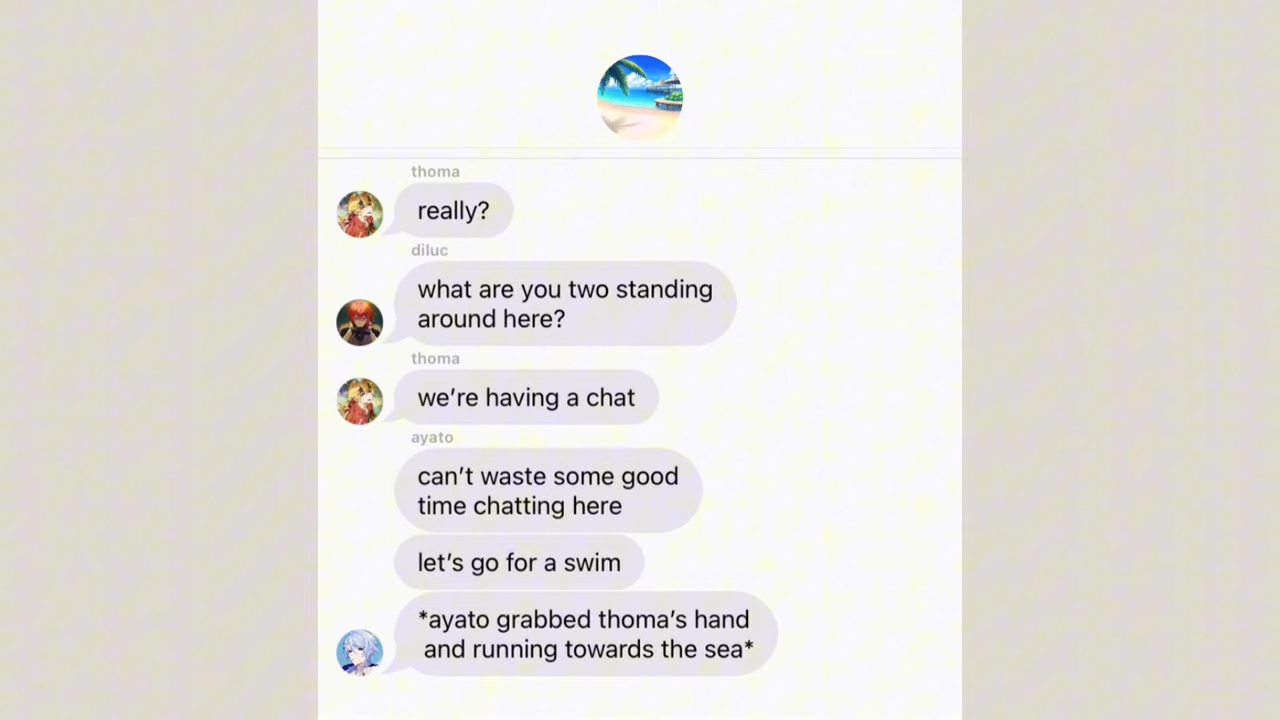 thoma
really?
diluc
what are you two standing
around here?
thoma
we’re having a chat
ayato
can’t waste some good
time chatting here
let’s go for a swim
*ayato grabbed thoma’s hand
and running towards the sea*